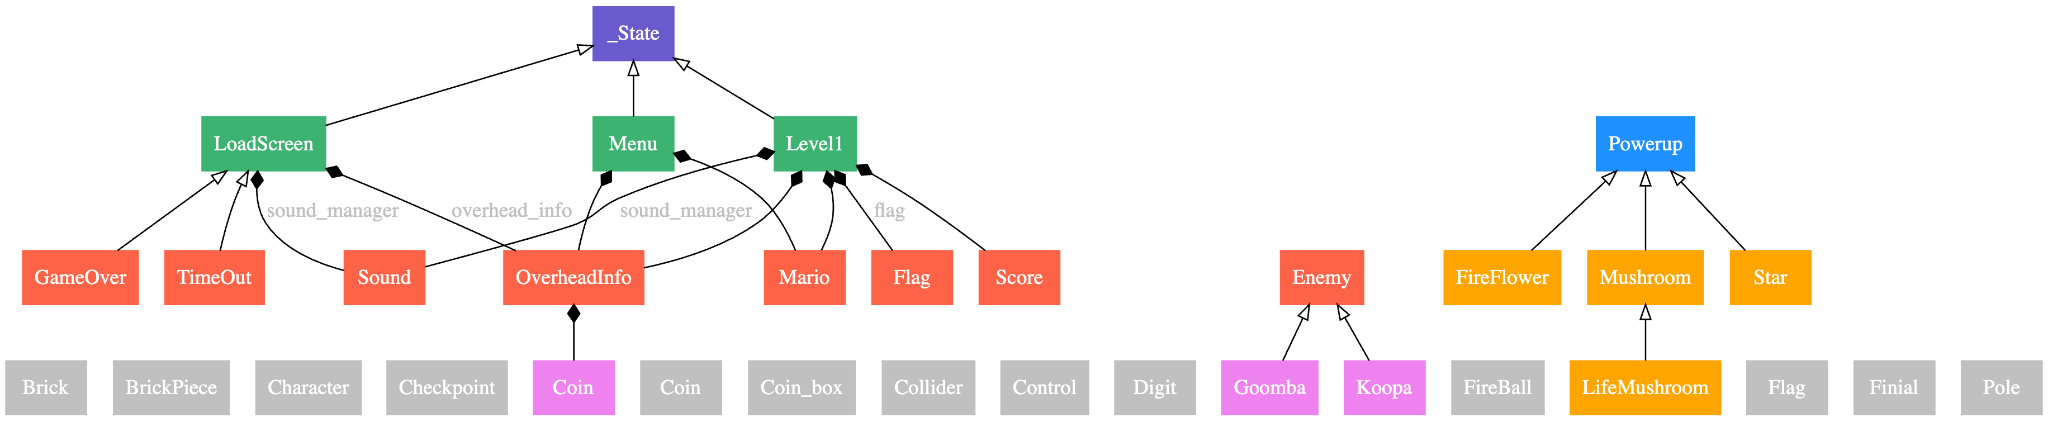 _State
LoadScreen
Menu
Level1
Powerup
sound_manager
overhead_info
sound_manager
flag
GameOver
TimeOut
Sound
OverheadInfo
Mario
Flag
Score
Enemy
FireFlower
Mushroom
Star
Brick
BrickPiece
Character
Checkpoint
Coin
Coin
Coin_box
Collider
Control
Digit
Goomba
Koopa
FireBall
LifeMushroom
Flag
Finial
Pole